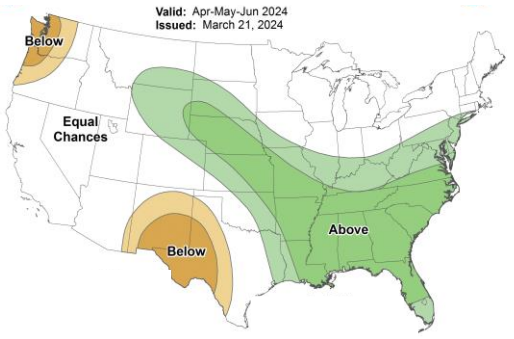 Valid: Apr-May-Jun 2024
Issued: March 21, 2024
Below
Equal
Chances
Above
Below